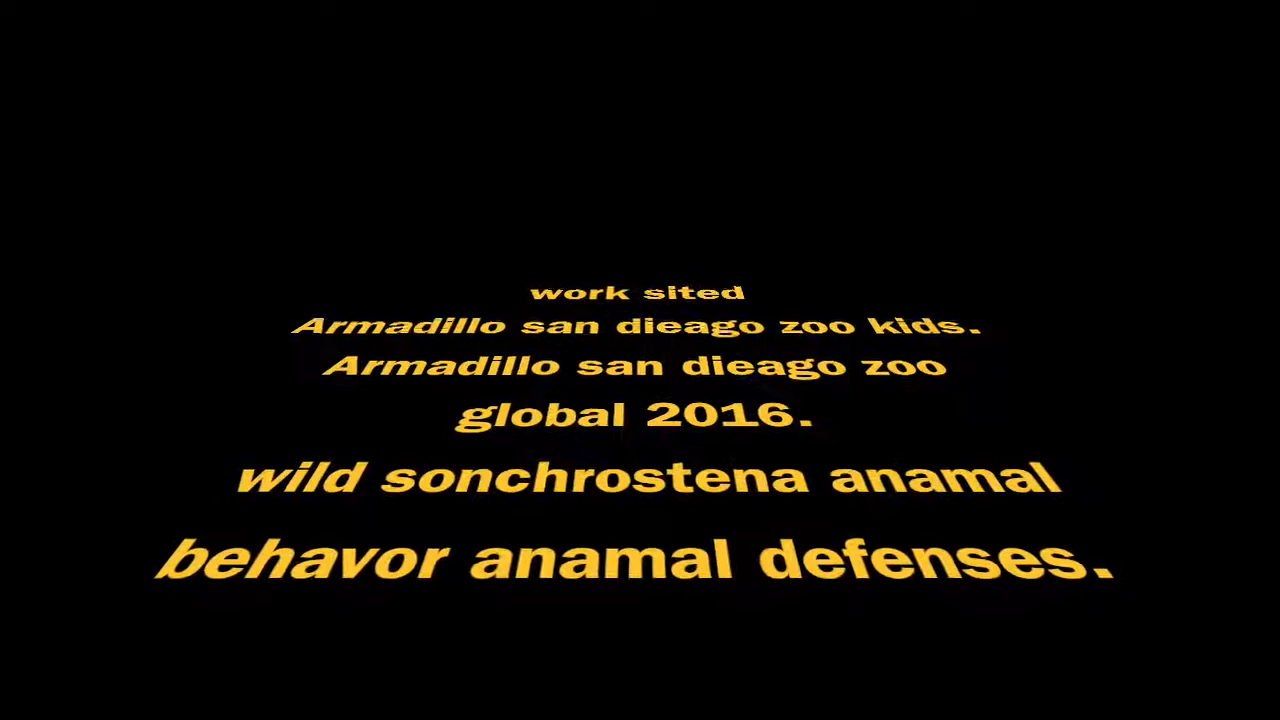 work sited
Armadillo san dieago zoo kids.
Armadillo san dieago zoo
global 2016.
wild sonchrostena anamal
behavor anamal defenses.